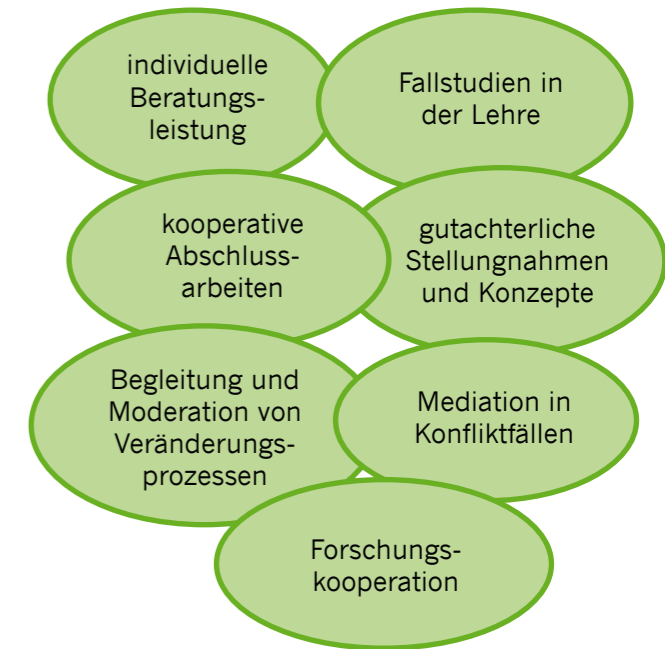 individuelle
Beratungs-
leistung
Fallstudien in
der Lehre
kooperative
Abschluss-
arbeiten
gutachterliche
Stellungnahmen
und Konzepte
Begleitung und
Moderation von
Veränderungs-
prozessen
Mediation in
Konfliktfällen
Forschungs-
kooperation